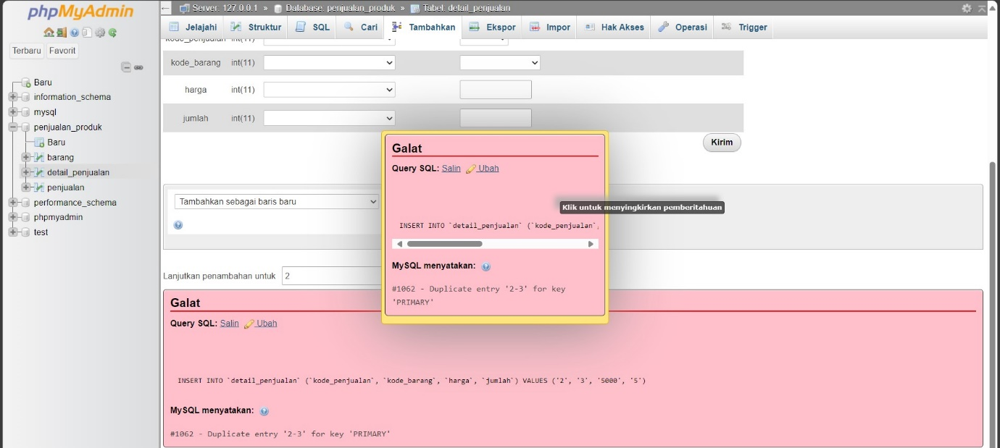 phpMyAdmin
Terbaru Favorit
Baru
information_schema
mysql
penjualan_produk
Baru
barang
detail_penjualan
penjualan
performance_schema
phpmyadmin
test
Server: 127.0.0.1 » Database: penjualan_produk » Tabel: detail_penjualan
Jelajahi Struktur SQL Cari Tambahkan Ekspor Impor Hak Akses Operasi Trigger
kode_penjualan int(11)
kode_barang int(11)
harga int(11)
jumlah int(11)
Kirim
Tambahkan sebagai baris baru
Lanjutkan penambahan untuk 2
Galat
Query SQL: Salin Ubah
Klik untuk menyingkirkan pemberitahuan
INSERT INTO `detail_penjualan` (`kode_penjualan`,
MySQL menyatakan:
#1062 - Duplicate entry '2-3' for key
'PRIMARY'
Galat
Query SQL: Salin Ubah
INSERT INTO `detail_penjualan` (`kode_penjualan`, `kode_barang`, `harga`, `jumlah`) VALUES ('2', '3', '5000', '5')
MySQL menyatakan:
#1062 - Duplicate entry '2-3' for key 'PRIMARY'